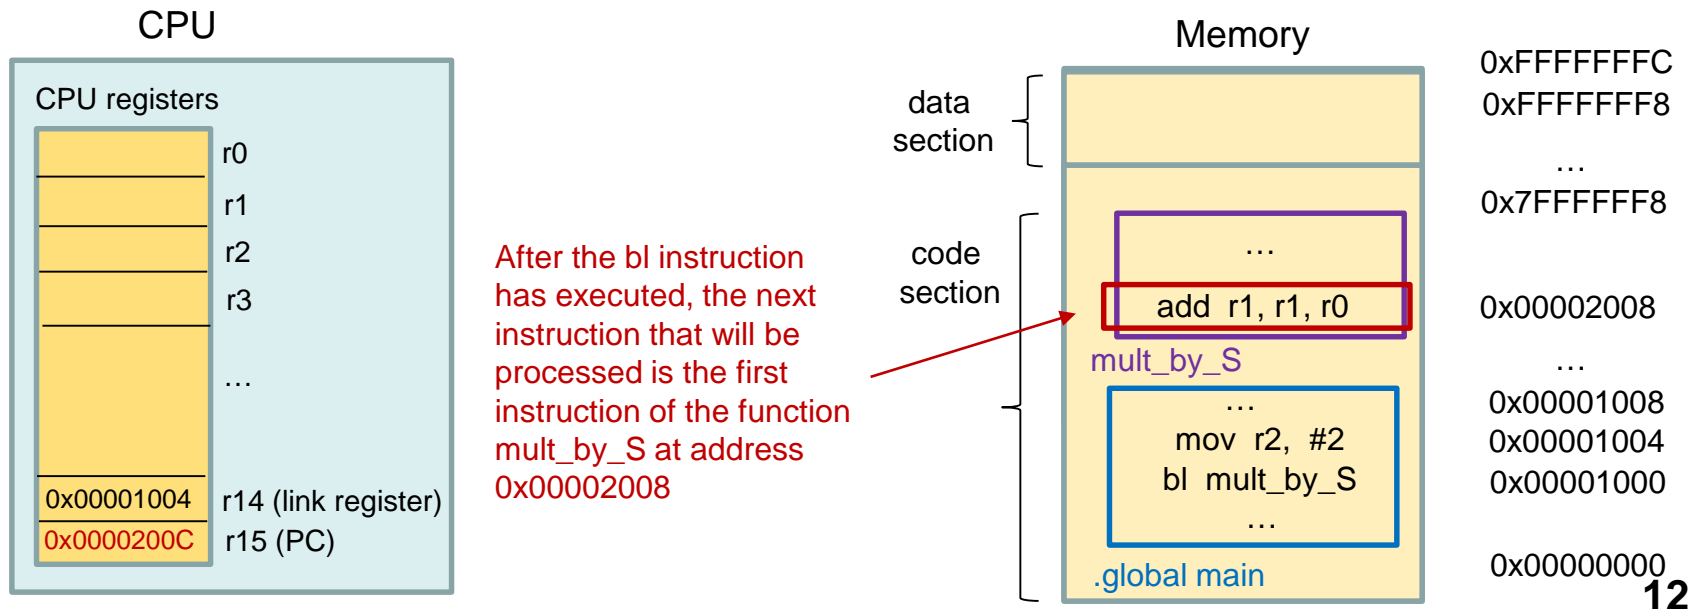 CPU
CPU registers
r0
r1
r2
r3
…
0x00001004 r14 (link register)
0x0000200C r15 (PC)
After the bl instruction
has executed, the next
instruction that will be
processed is the first
instruction of the function
mult_by_S at address
0x00002008
Memory
data
section
code
section
…
add r1, r1, r0
mult_by_S
…
mov r2, #2
bl mult_by_S
…
.global main
0xFFFFFFFC
0xFFFFFFF8
…
0x7FFFFFF8
0x00002008
…
0x00001008
0x00001004
0x00001000
0x00000000
12